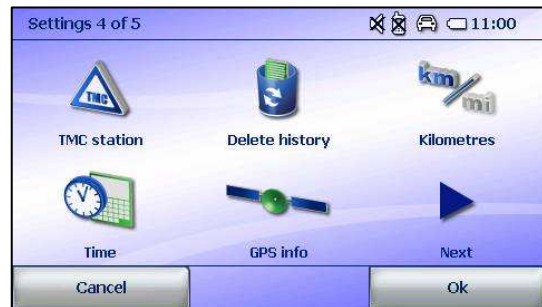 Settings 4 of 5 11:00
TMC
km
mi
TMC station Delete history Kilometres
Time GPS info Next
Cancel Ok